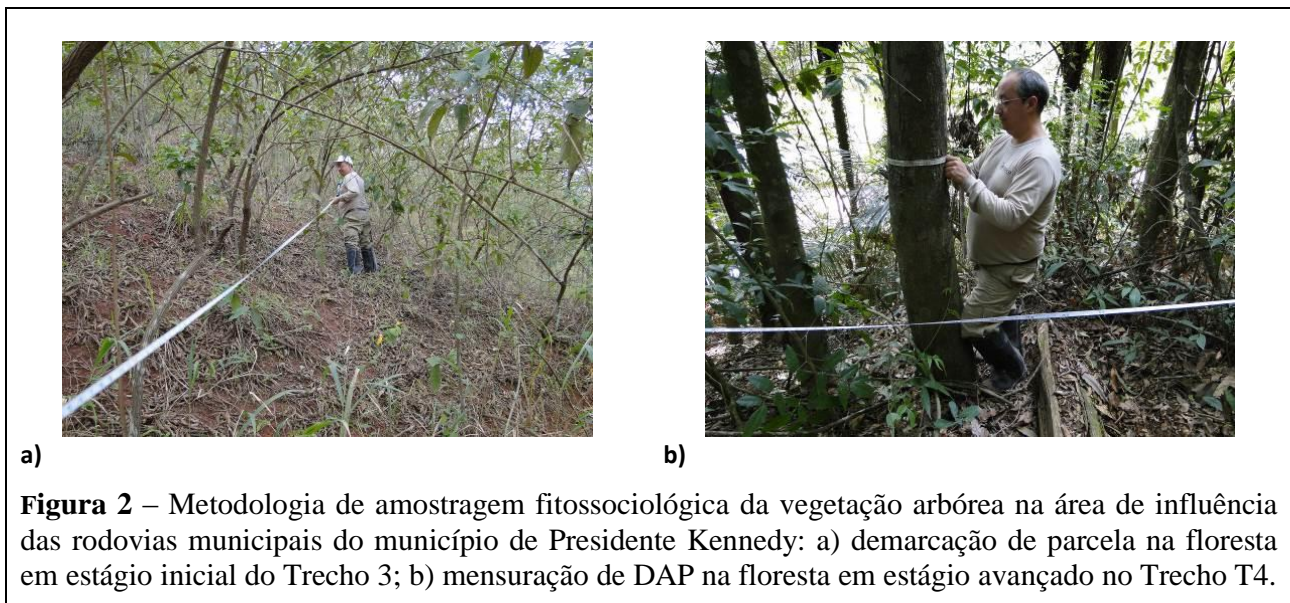 a)
b)
Figura 2 – Metodologia de amostragem fitossociológica da vegetação arbórea na área de influência
das rodovias municipais do município de Presidente Kennedy: a) demarcação de parcela na floresta
em estágio inicial do Trecho 3; b) mensuração de DAP na floresta em estágio avançado no Trecho T4.